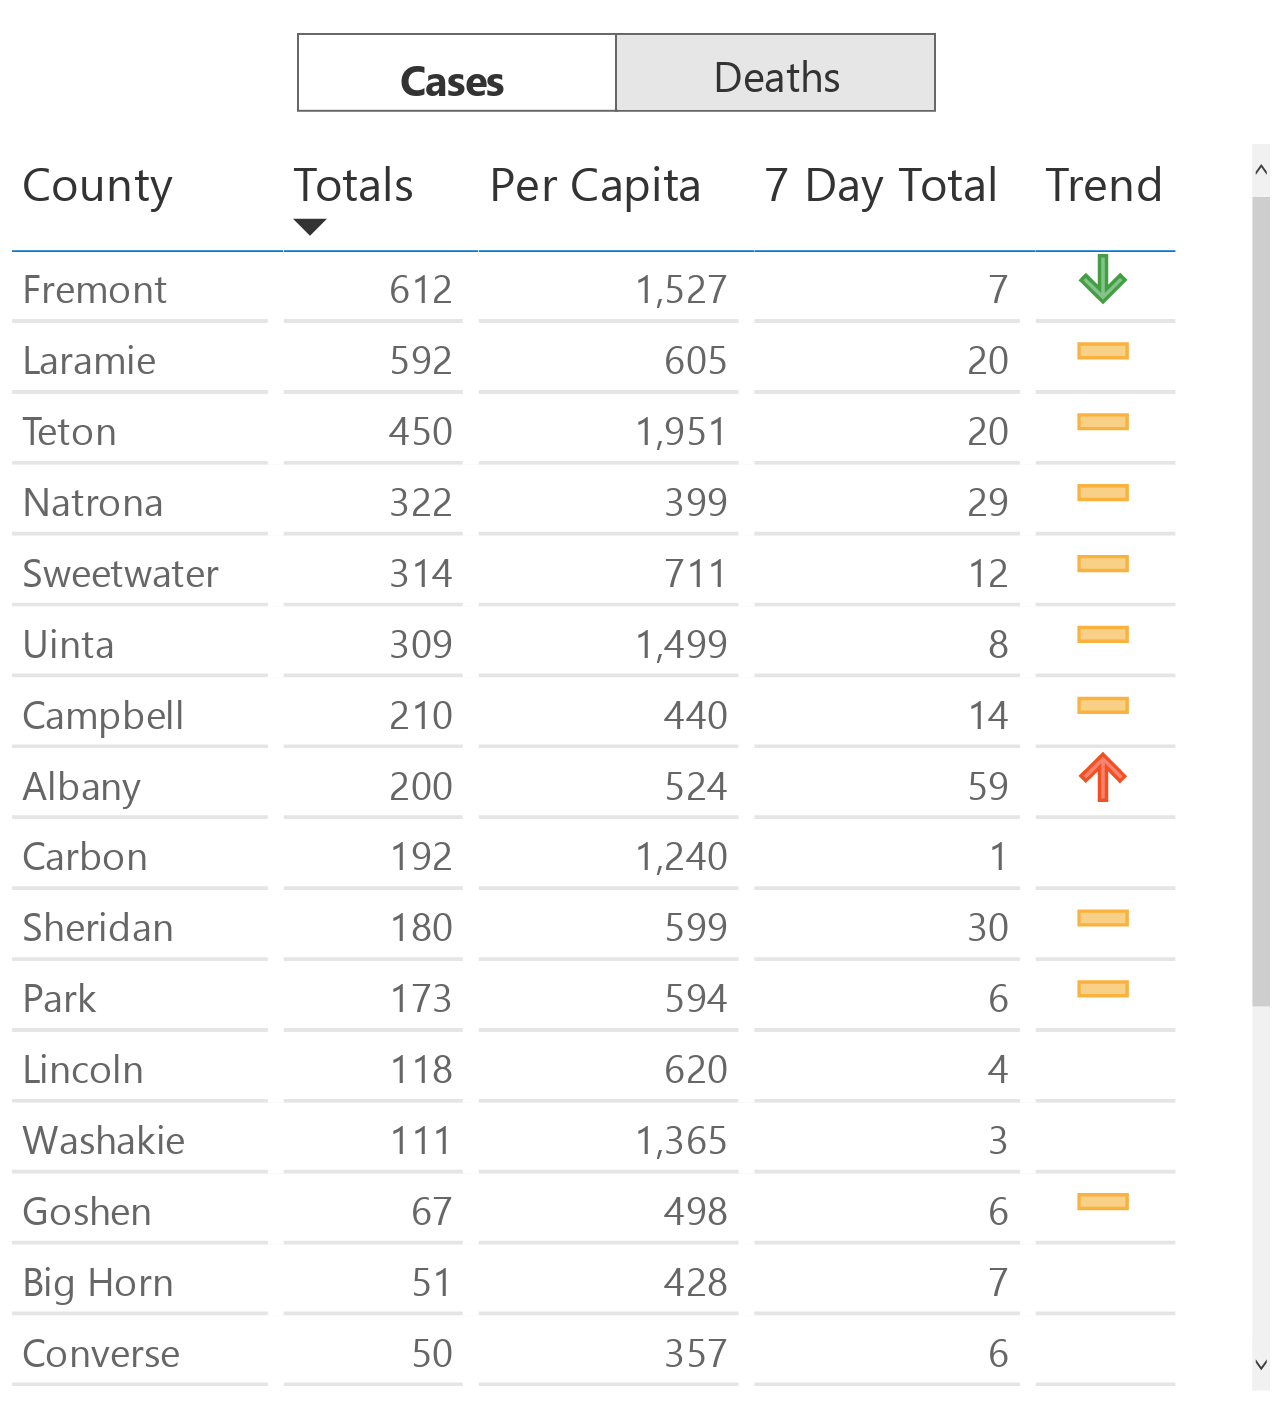 Cases Deaths
County Totals Per Capita 7 Day Total Trend
Fremont 612 1,527 7
Laramie 592 605 20
Teton 450 1,951 20
Natrona 322 399 29
Sweetwater 314 711 12
Uinta 309 1,499 8
Campbell 210 440 14
Albany 200 524 59
Carbon 192 1,240 1
Sheridan 180 599 30
Park 173 594 6
Lincoln 118 620 4
Washakie 111 1,365 3
Goshen 67 498 6
Big Horn 51 428 7
Converse 50 357 6